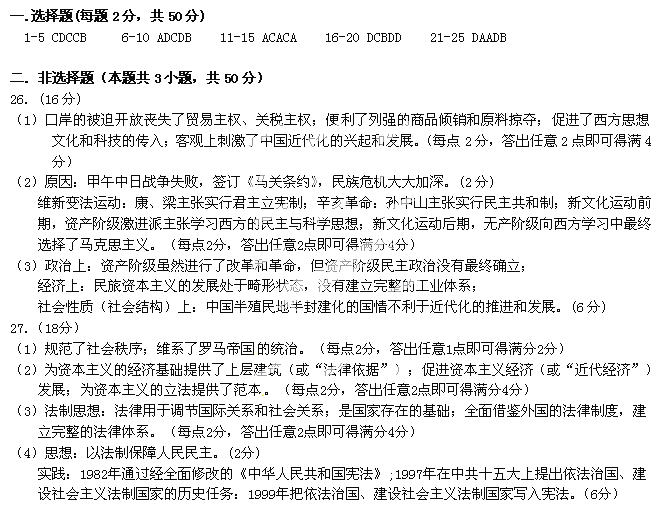 一.选择题(每题2分，共50分)
1-5 CDCCB 6-10 ADCDB 11-15 ACACA 16-20 DCBDD 21-25 DAADB
二．非选择题（本题共3小题，共50分）
26．(16分)
（1）口岸的被迫开放丧失了贸易主权、关税主权；便利了列强的商品倾销和原料掠夺；促进了西方思想
文化和科技的传入；客观上刺激了中国近代化的兴起和发展。(每点 2分，答出任意2点即可得满4
分）
（2）原因：甲午中日战争失败，签订《马关条约》，民族危机大大加深。(2分）
维新变法运动：康、梁主张实行君主立宪制；辛亥革命：孙中山主张实行民主共和制；新文化运动前
期，资产阶级激进派主张学习西方的民主与科学思想；新文化运动后期，无产阶级向西方学习中最终
选择了马克思主义。（每点2分，答出任意2点即可得满分4分）
（3）政治上：资产阶级虽然进行了改革和革命，但资产阶级民主政治没有最终确立；
经济上：民族资本主义的发展处于畸形状态，没有建立完整的工业体系；
社会性质（社会结构）上：中国半殖民地半封建化的国情不利于近代化的推进和发展。(6分）
27．(18分）
（1）规范了社会秩序；维系了罗马帝国的统治。（每点2分，答出任意1点即可得满分2分）
（2）为资本主义的经济基础提供了上层建筑（或“法律依据”）；促进资本主义经济（或“近代经济”）
发展；为资本主义的立法提供了范本。（每点2分，答出任意2点即可得满分4分）
（3）法制思想：法律用于调节国际关系和社会关系；是国家存在的基础；全面借鉴外国的法律制度，建
立完整的法律体系。（每点2分，答出任意2点即可得满分4分）
（4）思想：以法制保障人民民主。(2分）
实践：1982年通过经全面修改的《中华人民共和国宪法》;1997年在中共十五大上提出依法治国、建
设社会主义法制国家的历史任务：1999年把依法治国、建设社会主义法制国家写入宪法。(6分）